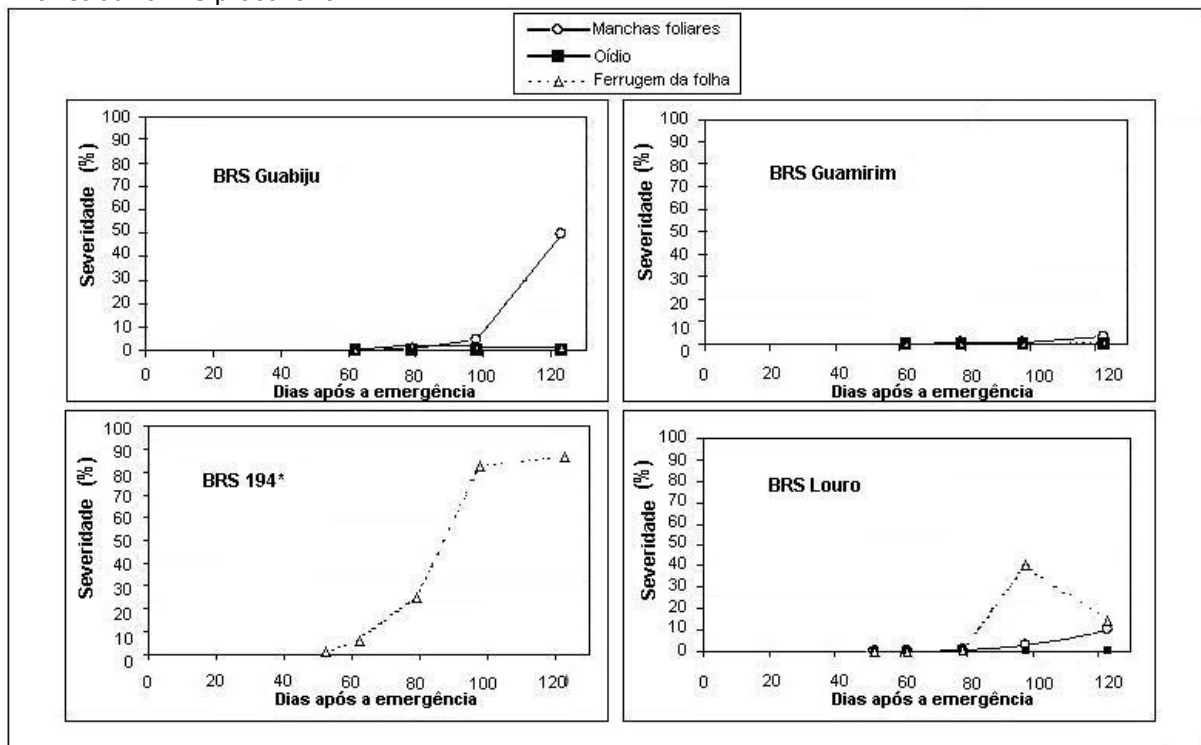 Manchas foliares
Oídio
Ferrugem da folha
100
90
80
70
60
50
40
30
20
10
0
Severidade (%)
BRS Guabiju
0 20 40 60 80 100 120
Dias após a emergência
100
90
80
70
60
50
40
30
20
10
0
Severidade (%)
BRS Guamirim
0 20 40 60 80 100 120
Dias após a emergência
100
90
80
70
60
50
40
30
20
10
0
Severidade (%)
BRS 194*
0 20 40 60 80 100 120
Dias após a emergência
100
90
80
70
60
50
40
30
20
10
0
Severidade (%)
BRS Louro
0 20 40 60 80 100 120
Dias após a emergência